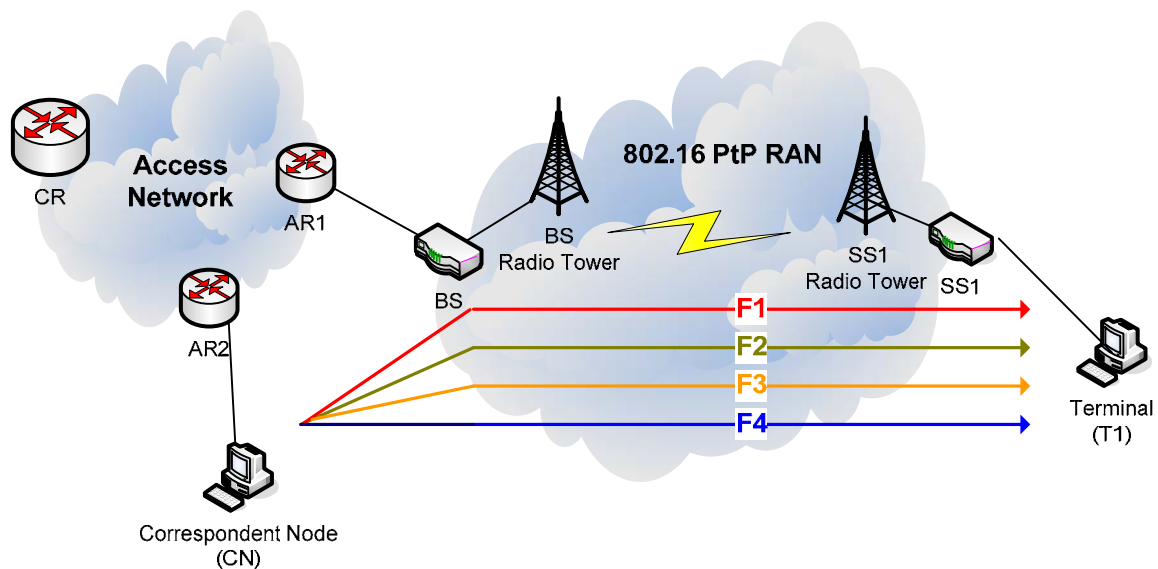 802.16 PtP RAN
Access
Network
CR
AR1
BS
Radio Tower
SS1
Radio Tower
BS
SS1
F1
AR2
F2
F3
Terminal
(T1)
F4
Correspondent Node
(CN)